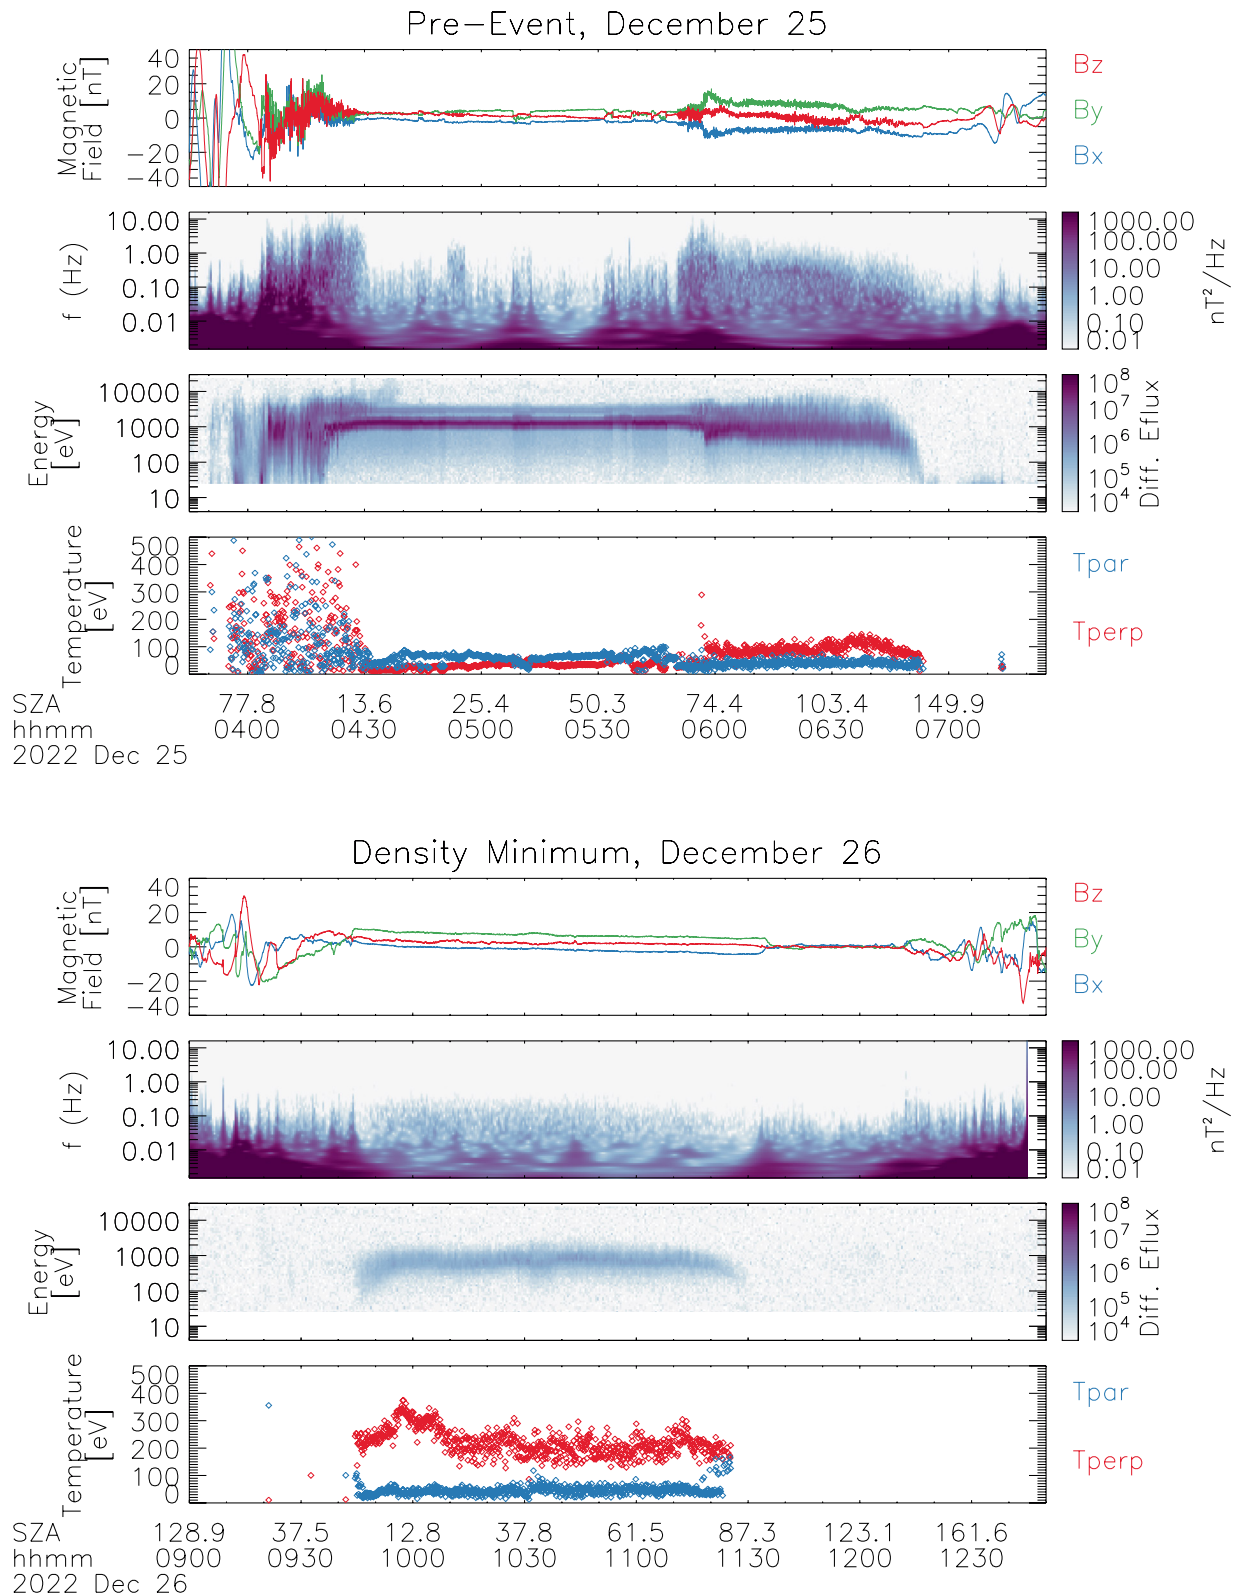 Pre-Event, December 25
Magnetic
Field [nT]
40
20
0
-20
-40
Bz
By
Bx
f (Hz)
10.00
1.00
0.10
0.01
1000.00
100.00
10.00
1.00
0.10
0.01
nT²/Hz
Energy
[eV]
10000
1000
100
10
10⁸
10⁷
10⁶
10⁵
10⁴
Diff. Eflux
Temperature
[eV]
500
400
300
200
100
0
Tpar
Tperp
SZA 77.8 13.6 25.4 50.3 74.4 103.4 149.9
hhmm 0400 0430 0500 0530 0600 0630 0700
2022 Dec 25
Density Minimum, December 26
Magnetic
Field [nT]
40
20
0
-20
-40
Bz
By
Bx
f (Hz)
10.00
1.00
0.10
0.01
1000.00
100.00
10.00
1.00
0.10
0.01
nT²/Hz
Energy
[eV]
10000
1000
100
10
10⁸
10⁷
10⁶
10⁵
10⁴
Diff. Eflux
Temperature
[eV]
500
400
300
200
100
0
Tpar
Tperp
SZA 128.9 37.5 12.8 37.8 61.5 87.3 123.1 161.6
hhmm 0900 0930 1000 1030 1100 1130 1200 1230
2022 Dec 26